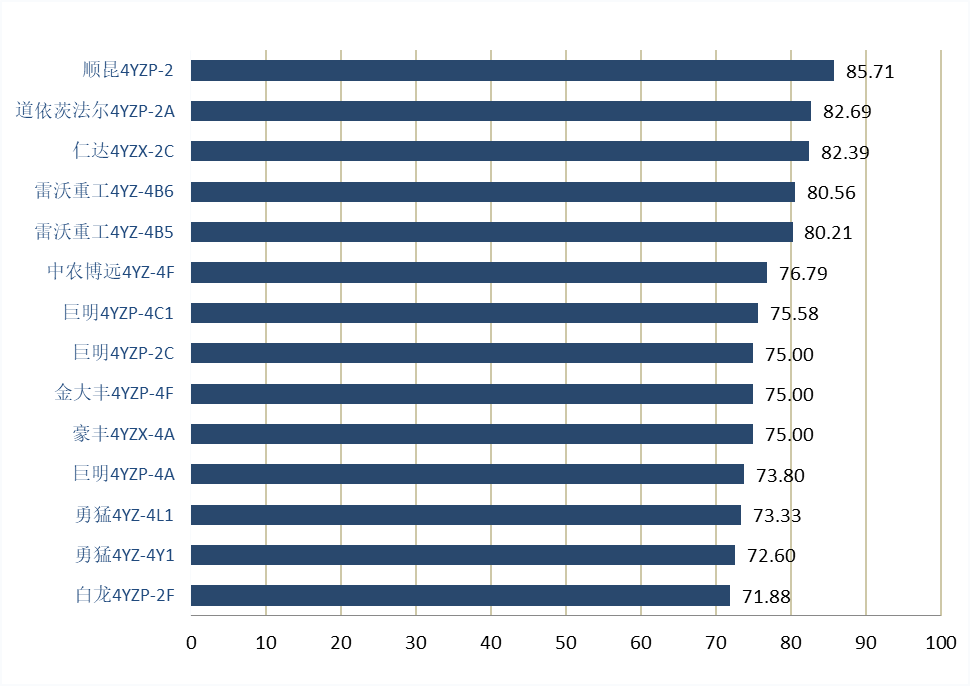 顺昆4YZP-2 85.71
道依茨法尔4YZP-2A 82.69
仁达4YZX-2C 82.39
雷沃重工4YZ-4B6 80.56
雷沃重工4YZ-4B5 80.21
中农博远4YZ-4F 76.79
巨明4YZP-4C1 75.58
巨明4YZP-2C 75.00
金大丰4YZP-4F 75.00
豪丰4YZX-4A 75.00
巨明4YZP-4A 73.80
勇猛4YZ-4L1 73.33
勇猛4YZ-4Y1 72.60
白龙4YZP-2F 71.88
0 10 20 30 40 50 60 70 80 90 100